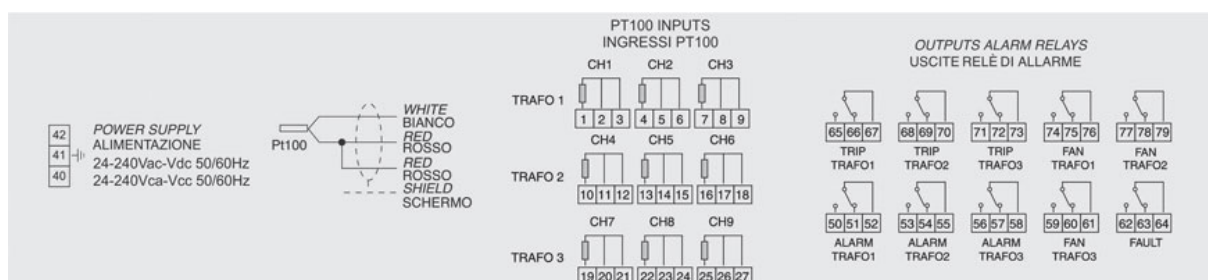 PT100 INPUTS
INGRESSI PT100
OUTPUTS ALARM RELAYS
USCITE RELÈ DI ALLARME
42
41
40
POWER SUPPLY
ALIMENTAZIONE
24-240Vac-Vdc 50/60Hz
24-240Vca-Vcc 50/60Hz
Pt100
WHITE
BIANCO
RED
ROSSO
RED
ROSSO
SHIELD
SCHERMO
CH1 CH2 CH3
TRAFO 1
1 2 3 4 5 6 7 8 9
CH4 CH5 CH6
TRAFO 2
10 11 12 13 14 15 16 17 18
CH7 CH8 CH9
TRAFO 3
19 20 21 22 23 24 25 26 27
65 66 67 68 69 70 71 72 73 74 75 76 77 78 79
TRIP TRIP TRIP FAN FAN
TRAFO1 TRAFO2 TRAFO3 TRAFO1 TRAFO2
50 51 52 53 54 55 56 57 58 59 60 61 62 63 64
ALARM ALARM ALARM FAN FAULT
TRAFO1 TRAFO2 TRAFO3 TRAFO3